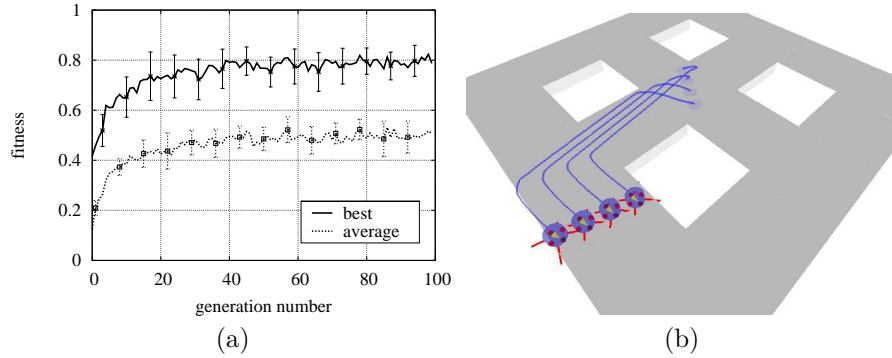 1
0.8
0.6
0.4
0.2
0
fitness
best
average
0 20 40 60 80 100
generation number
(a) (b)